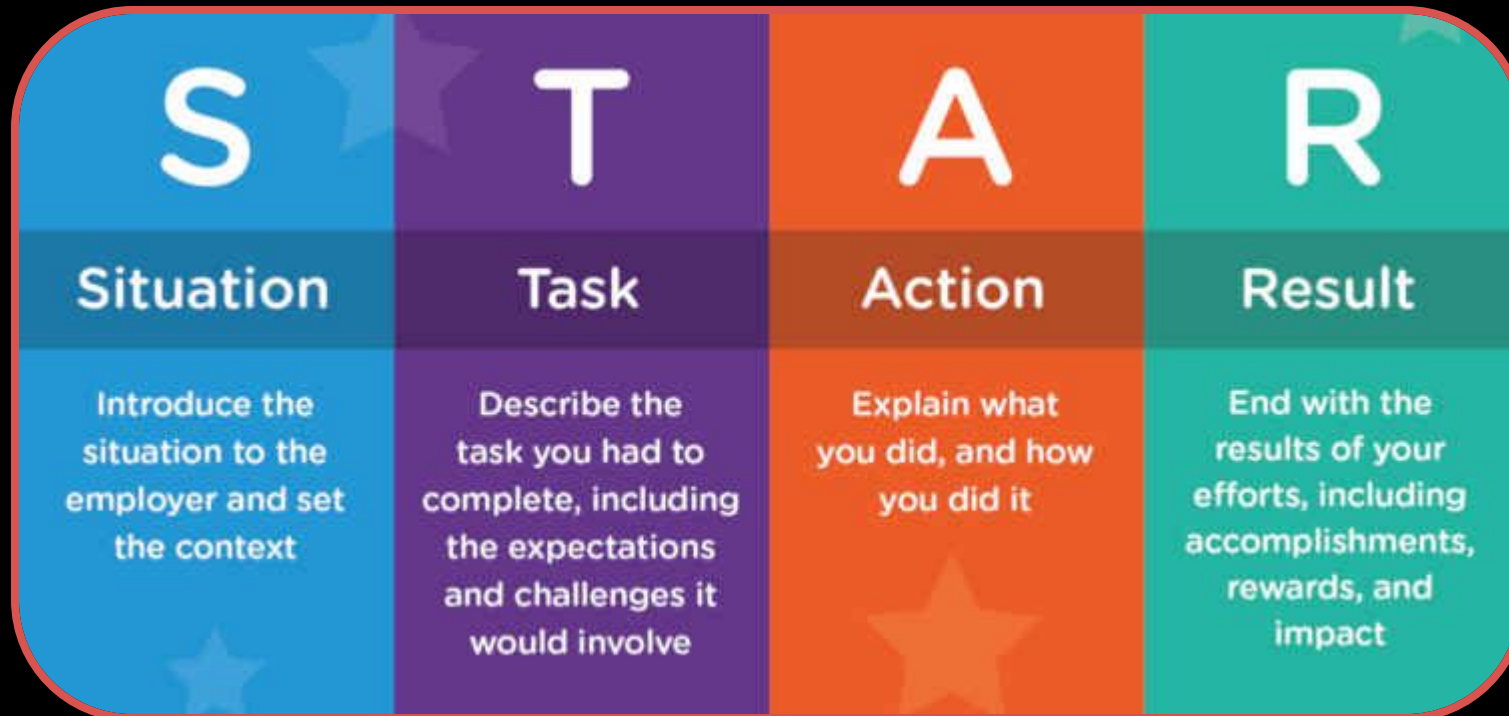 S
Situation
Introduce the
situation to the
employer and set
the context
T
Task
Describe the
task you had to
complete, including
the expectations
and challenges it
would involve
A
Action
Explain what
you did, and how
you did it
R
Result
End with the
results of your
efforts, including
accomplishments,
rewards, and
impact